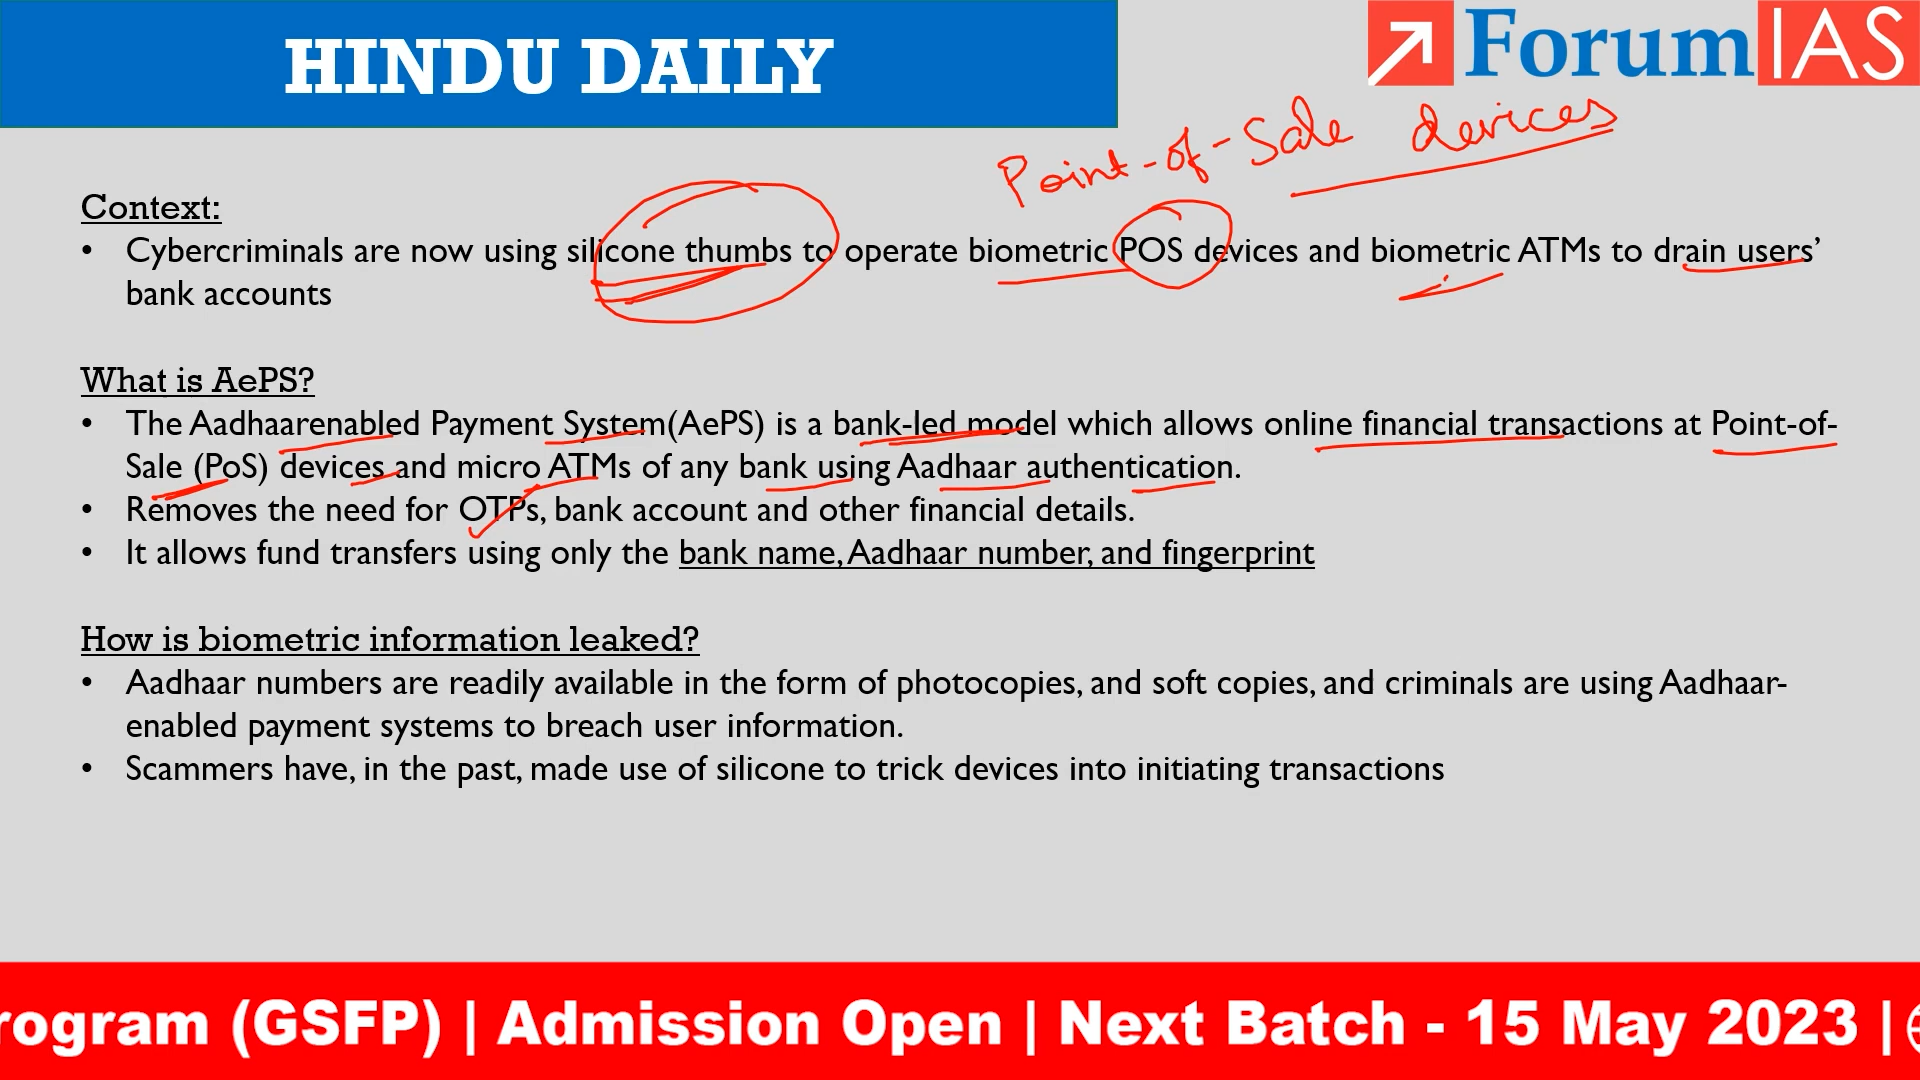 HINDU DAILY
Forum IAS
Point-of-Sale devices
Context:
• Cybercriminals are now using silicone thumbs to operate biometric POS devices and biometric ATMs to drain users’
bank accounts
What is AePS?
• The Aadhaarenabled Payment System(AePS) is a bank-led model which allows online financial transactions at Point-of-
Sale (PoS) devices and micro ATMs of any bank using Aadhaar authentication.
• Removes the need for OTPs, bank account and other financial details.
• It allows fund transfers using only the bank name, Aadhaar number, and fingerprint
How is biometric information leaked?
• Aadhaar numbers are readily available in the form of photocopies, and soft copies, and criminals are using Aadhaar-
enabled payment systems to breach user information.
• Scammers have, in the past, made use of silicone to trick devices into initiating transactions
rogram (GSFP) | Admission Open | Next Batch - 15 May 2023 |